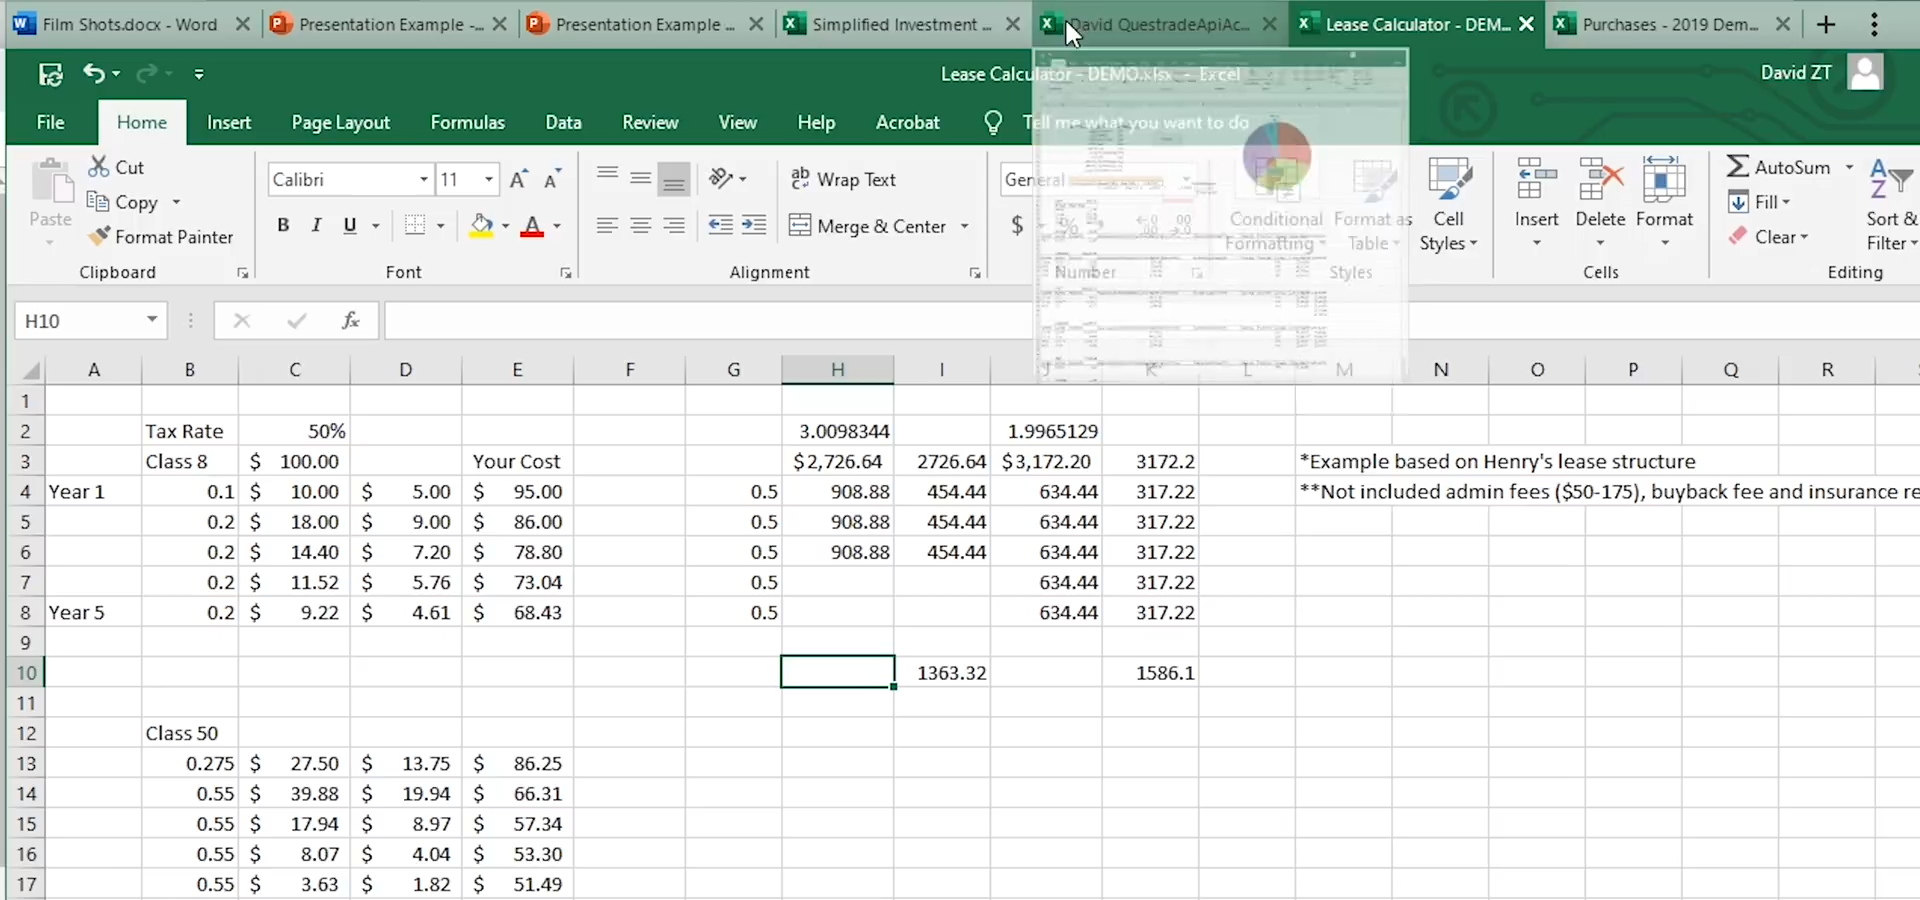 Film Shots.docx - Word
Presentation Example -...
Presentation Example ...
Simplified Investment ...
David QuestradeApiAc...
Lease Calculator - DEM...
Purchases - 2019 Dem...
Lease Calculator - DEMO.xlsx - Excel
David ZT
File Home Insert Page Layout Formulas Data Review View Help Acrobat Tell me what you want to do
Paste
Cut
Copy
Format Painter
Clipboard
Calibri 11
B I U
Font
Wrap Text
Merge & Center
Alignment
General
$ %
Number
Conditional Formatting
Format as Table
Cell Styles
Styles
Insert Delete Format
Cells
AutoSum
Fill
Clear
Sort &
Filter
Editing
H10 fx
A B C D E F G H I J K L M N O P Q R
1
2 Tax Rate 50% 3.0098344 1.9965129
3 Class 8 $ 100.00 Your Cost $2,726.64 2726.64 $3,172.20 3172.2 *Example based on Henry's lease structure
4 Year 1 0.1 $ 10.00 $ 5.00 $ 95.00 0.5 908.88 454.44 634.44 317.22 **Not included admin fees ($50-175), buyback fee and insurance re
5 0.2 $ 18.00 $ 9.00 $ 86.00 0.5 908.88 454.44 634.44 317.22
6 0.2 $ 14.40 $ 7.20 $ 78.80 0.5 908.88 454.44 634.44 317.22
7 0.2 $ 11.52 $ 5.76 $ 73.04 0.5 634.44 317.22
8 Year 5 0.2 $ 9.22 $ 4.61 $ 68.43 0.5 634.44 317.22
9
10 1363.32 1586.1
11
12 Class 50
13 0.275 $ 27.50 $ 13.75 $ 86.25
14 0.55 $ 39.88 $ 19.94 $ 66.31
15 0.55 $ 17.94 $ 8.97 $ 57.34
16 0.55 $ 8.07 $ 4.04 $ 53.30
17 0.55 $ 3.63 $ 1.82 $ 51.49